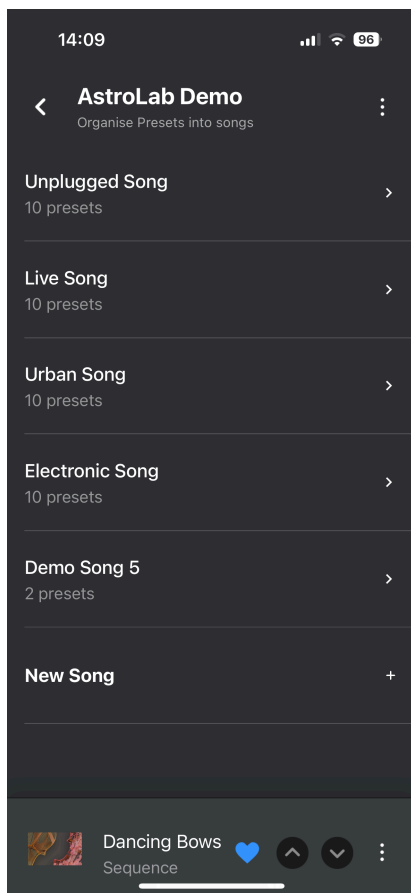 14:09
96
AstroLab Demo
Organise Presets into songs
Unplugged Song
10 presets
Live Song
10 presets
Urban Song
10 presets
Electronic Song
10 presets
Demo Song 5
2 presets
New Song
Dancing Bows
Sequence